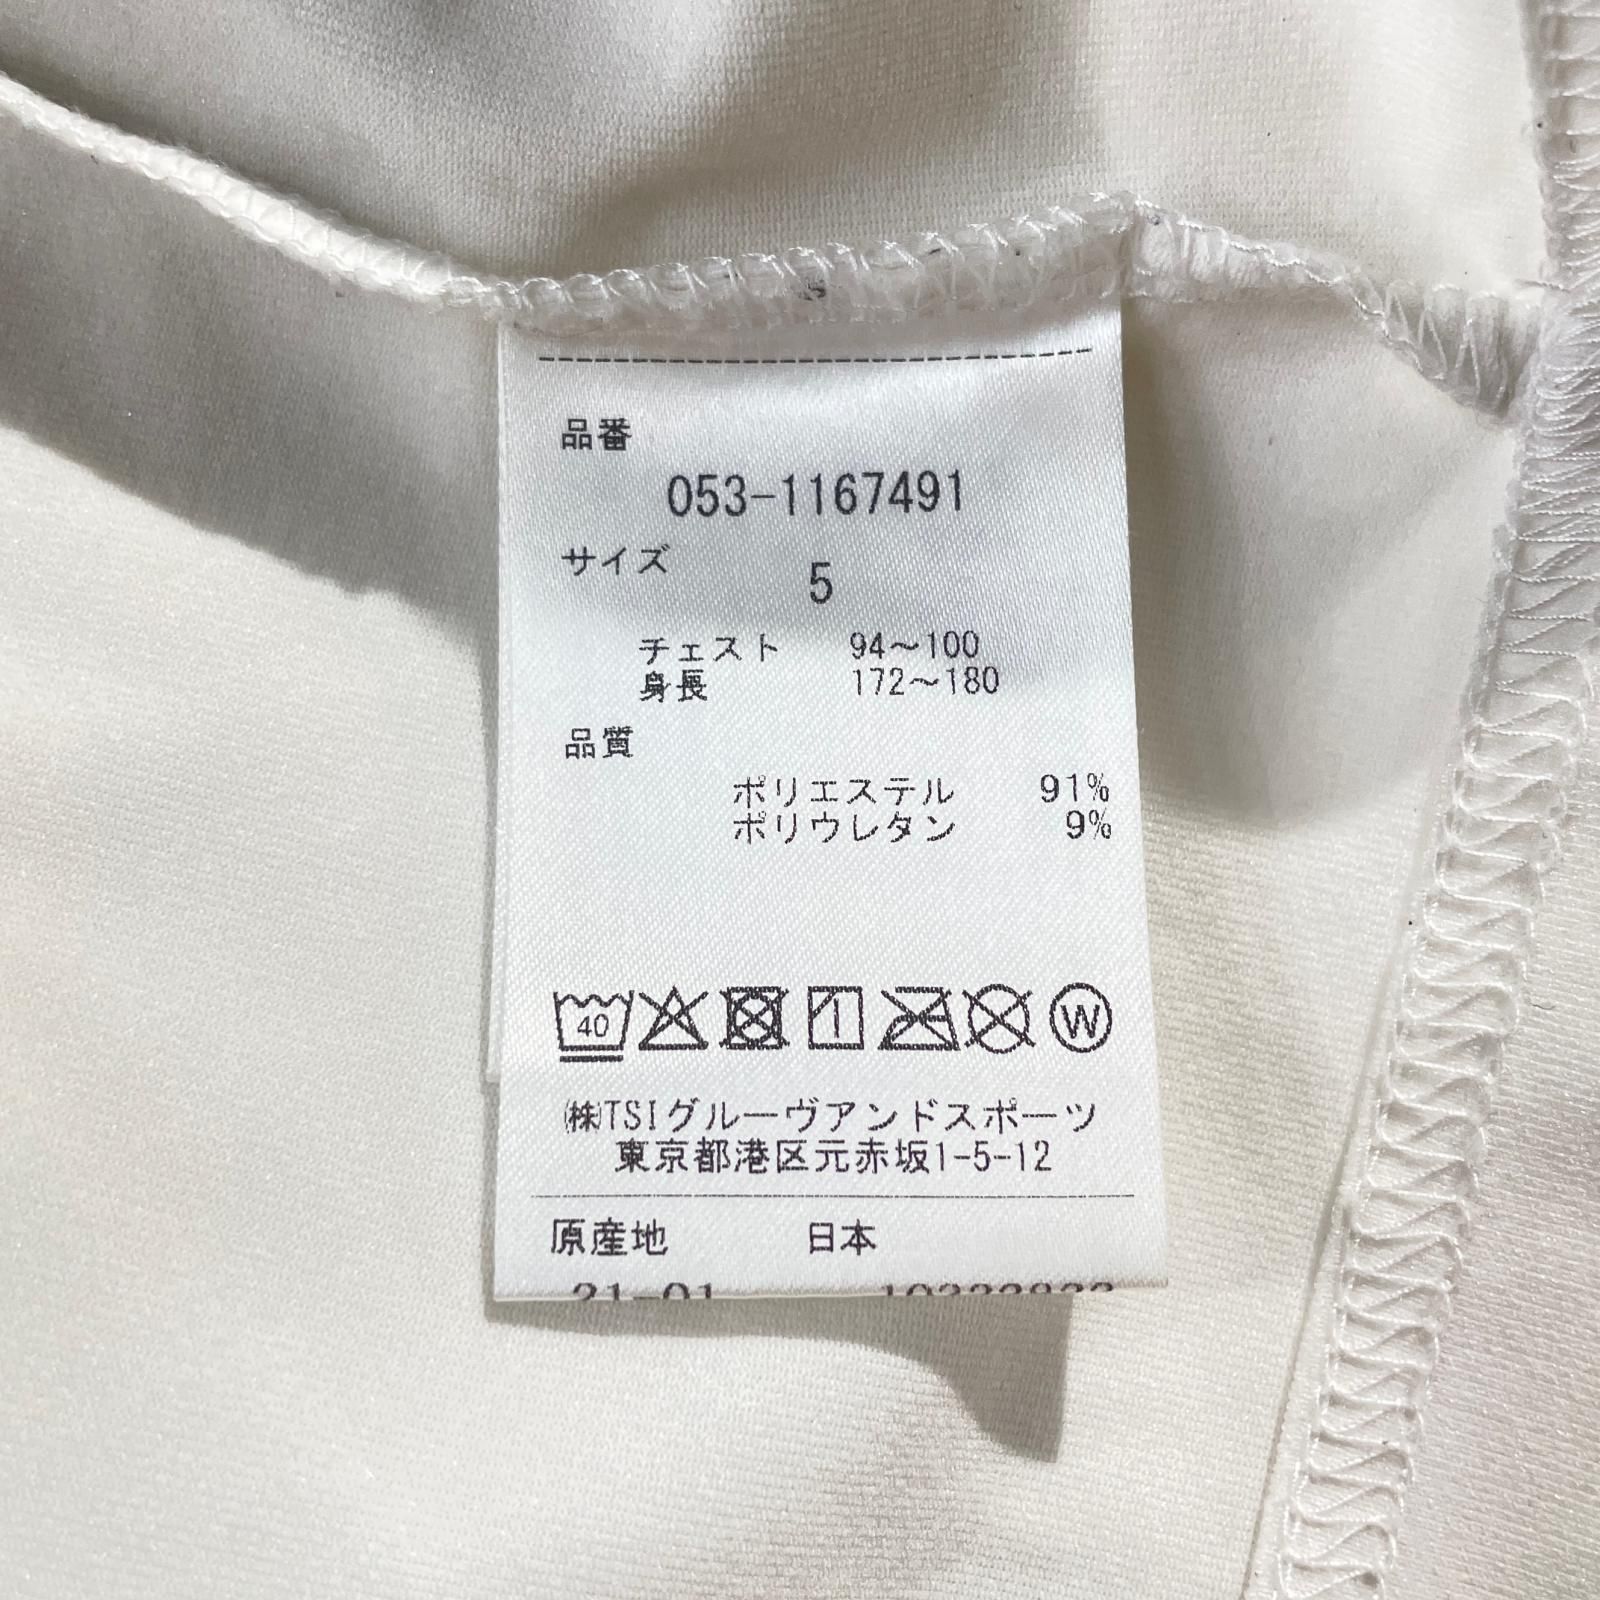 品番
053-1167491
サイズ 5
チェスト 94～100
身長 172～180
品質
ポリエステル 91%
ポリウレタン 9%
40 W
㈱TSIグルーヴアンドスポーツ
東京都港区元赤坂1-5-12
原産地 日本
21-01